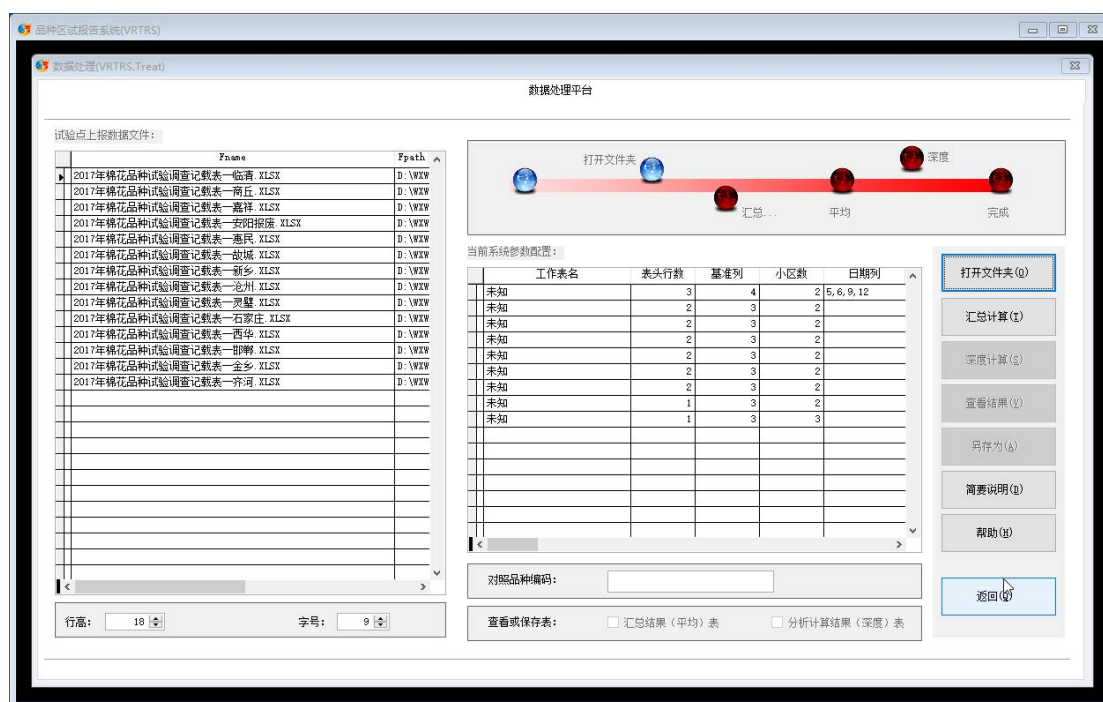 品种区试报告系统(VRTRS)
数据处理(VRTRS.Treat)
数据处理平台
试验点上报数据文件:
Fname Fpath
2017年棉花品种试验调查记载表—临清.XLSX D:\WXW
2017年棉花品种试验调查记载表—商丘.XLSX D:\WXW
2017年棉花品种试验调查记载表—嘉祥.XLSX D:\WXW
2017年棉花品种试验调查记载表—安阳报废.XLSX D:\WXW
2017年棉花品种试验调查记载表—惠民.XLSX D:\WXW
2017年棉花品种试验调查记载表—故城.XLSX D:\WXW
2017年棉花品种试验调查记载表—新乡.XLSX D:\WXW
2017年棉花品种试验调查记载表—沧州.XLSX D:\WXW
2017年棉花品种试验调查记载表—灵璧.XLSX D:\WXW
2017年棉花品种试验调查记载表—石家庄.XLSX D:\WXW
2017年棉花品种试验调查记载表—西华.XLSX D:\WXW
2017年棉花品种试验调查记载表—邯郸.XLSX D:\WXW
2017年棉花品种试验调查记载表—金乡.XLSX D:\WXW
2017年棉花品种试验调查记载表—齐河.XLSX D:\WXW
行高: 18 字号: 9
打开文件夹 深度
汇总... 平均 完成
当前系统参数配置:
工作表名 表头行数 基准列 小区数 日期列
未知 3 4 2 5,6,9,12
未知 2 3 2
未知 2 3 2
未知 2 3 2
未知 2 3 2
未知 2 3 2
未知 2 3 2
未知 1 3 2
未知 1 3 3
对照品种编码:
查看或保存表: 汇总结果（平均）表 分析计算结果（深度）表
打开文件夹(O)
汇总计算(I)
深度计算(S)
查看结果(V)
另存为(A)
简要说明(D)
帮助(H)
返回